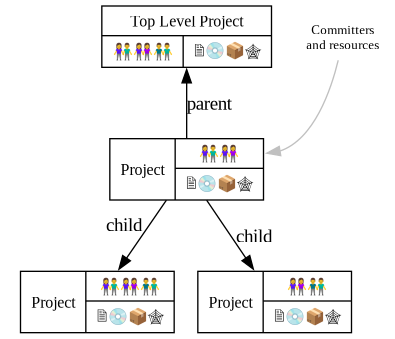 Top Level Project
Committers
and resources
parent
Project
child
child
Project
Project